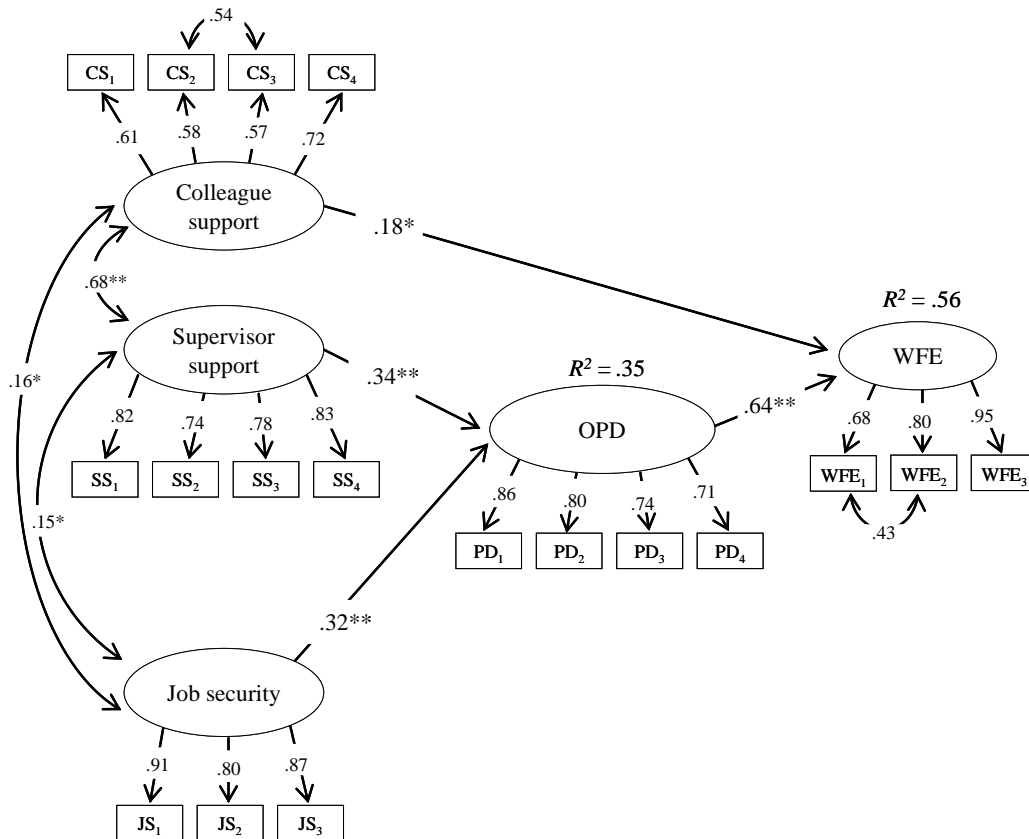 .54
CS₁ CS₂ CS₃ CS₄
.61 .58 .57 .72
Colleague
support
.18*
.68**
R² = .56
Supervisor
support
WFE
.16*
.34**
R² = .35
.64**
.82 .74 .78 .83
.68 .80 .95
OPD
SS₁ SS₂ SS₃ SS₄
WFE₁ WFE₂ WFE₃
.15*
.86 .80 .74 .71
.43
PD₁ PD₂ PD₃ PD₄
.32**
Job security
.91 .80 .87
JS₁ JS₂ JS₃